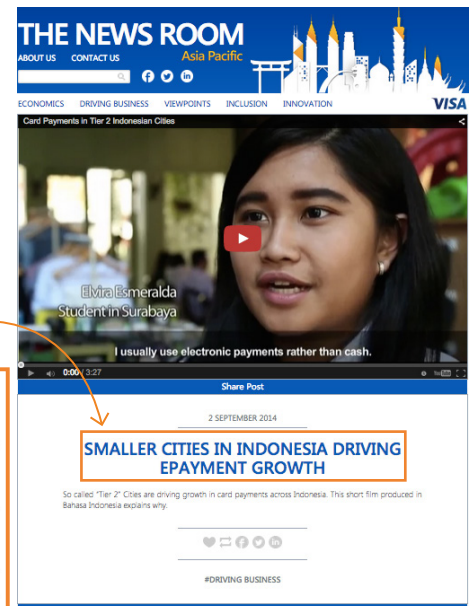 THE NEWS ROOM
Asia Pacific
ABOUT US CONTACT US
ECONOMICS DRIVING BUSINESS VIEWPOINTS INCLUSION INNOVATION VISA
Card Payments in Tier 2 Indonesian Cities
Elvira Esmeralda
Student in Surabaya
I usually use electronic payments rather than cash.
0:00 / 3:27
Share Post
2 SEPTEMBER 2014
SMALLER CITIES IN INDONESIA DRIVING
EPAYMENT GROWTH
So called "Tier 2" Cities are driving growth in card payments across Indonesia. This short film produced in
Bahasa Indonesia explains why.
#DRIVING BUSINESS